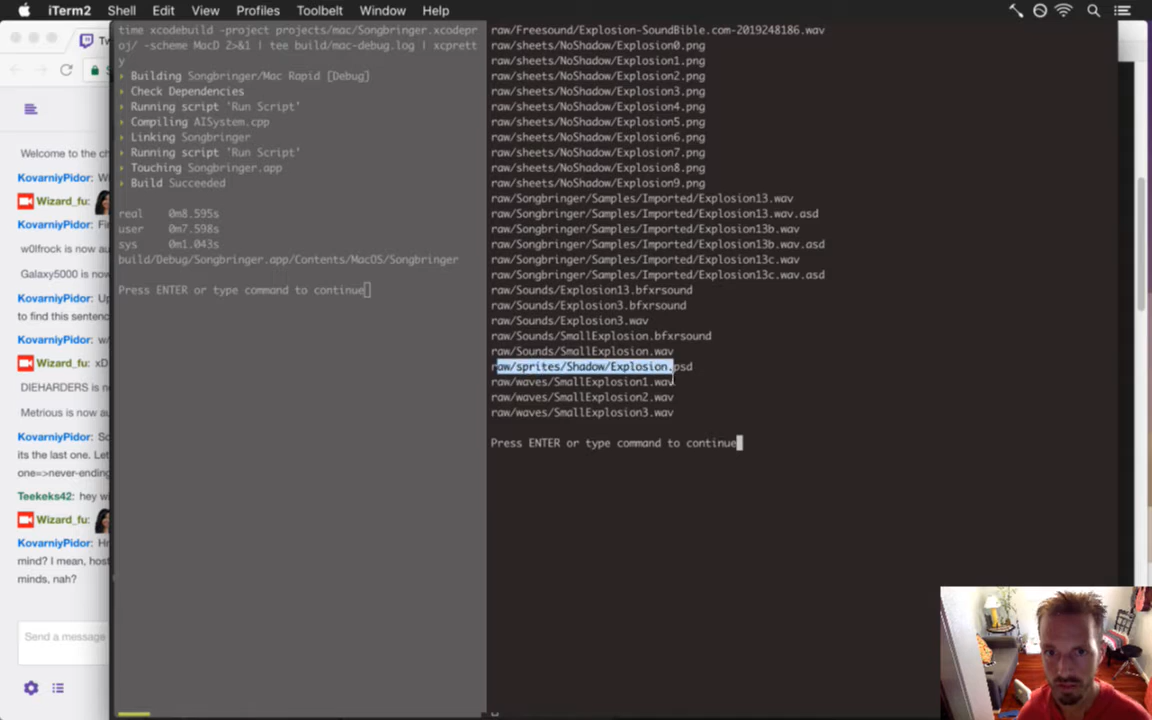 iTerm2 Shell Edit View Profiles Toolbelt Window Help
Welcome to the ch
KovarniyPidor:
Wizard_fu:
KovarniyPidor:
w0lfrock is now au
Galaxy5000 is now
KovarniyPidor: Up
to find this senten
KovarniyPidor: w/
Wizard_fu: xD
DIEHARDERS is n
Metrious is now au
KovarniyPidor: So
its the last one. Let
one=>never-ending
Teekeks42: hey wi
Wizard_fu:
KovarniyPidor: Hr
mind? I mean, host
minds, nah?
Send a message
time xcodebuild -project projects/mac/Songbringer.xcodepr
oj/ -scheme MacD 2>&1 | tee build/mac-debug.log | xcprett
y
Building Songbringer/Mac Rapid [Debug]
Check Dependencies
Running script 'Run Script'
Compiling AISystem.cpp
Linking Songbringer
Running script 'Run Script'
Touching Songbringer.app
Build Succeeded
real 0m8.595s
user 0m7.598s
sys 0m1.043s
build/Debug/Songbringer.app/Contents/MacOS/Songbringer
Press ENTER or type command to continue
raw/Freesound/Explosion-SoundBible.com-2019248186.wav
raw/sheets/NoShadow/Explosion0.png
raw/sheets/NoShadow/Explosion1.png
raw/sheets/NoShadow/Explosion2.png
raw/sheets/NoShadow/Explosion3.png
raw/sheets/NoShadow/Explosion4.png
raw/sheets/NoShadow/Explosion5.png
raw/sheets/NoShadow/Explosion6.png
raw/sheets/NoShadow/Explosion7.png
raw/sheets/NoShadow/Explosion8.png
raw/sheets/NoShadow/Explosion9.png
raw/Songbringer/Samples/Imported/Explosion13.wav
raw/Songbringer/Samples/Imported/Explosion13.wav.asd
raw/Songbringer/Samples/Imported/Explosion13b.wav
raw/Songbringer/Samples/Imported/Explosion13b.wav.asd
raw/Songbringer/Samples/Imported/Explosion13c.wav
raw/Songbringer/Samples/Imported/Explosion13c.wav.asd
raw/Sounds/Explosion13.bfxrsound
raw/Sounds/Explosion3.bfxrsound
raw/Sounds/Explosion3.wav
raw/Sounds/SmallExplosion.bfxrsound
raw/Sounds/SmallExplosion.wav
raw/sprites/Shadow/Explosion.psd
raw/waves/SmallExplosion1.wav
raw/waves/SmallExplosion2.wav
raw/waves/SmallExplosion3.wav
Press ENTER or type command to continue